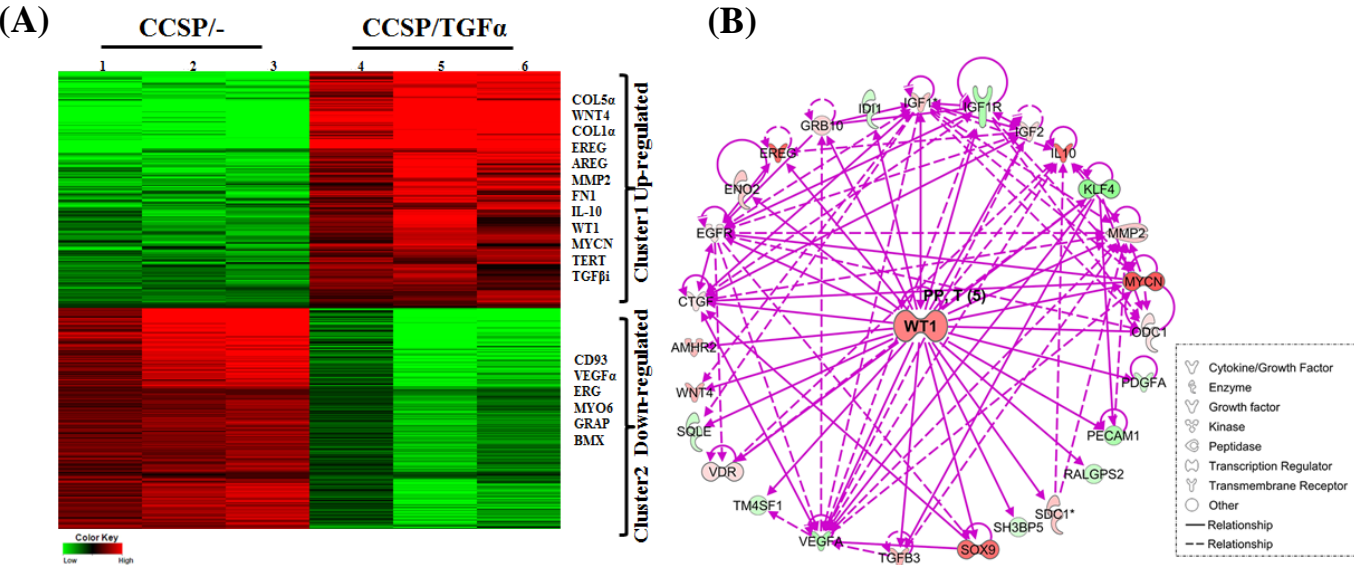 (A)
CCSP/-
CCSP/TGFα
1 2 3 4 5 6
COL5α
WNT4
COL1α
EREG
AREG
MMP2
FN1
IL-10
WT1
MYCN
TERT
TGFβi
Cluster1 Up-regulated
CD93
VEGFα
ERG
MYO6
GRAP
BMX
Cluster2 Down-regulated
Color Key
Low High
(B)
IDI1
IGF1*
IGF1R
GRB10
IGF2
EREG
IL10
ENO2
KLF4
EGFR
MMP2
CTGF
MYCN
PP, T (5)
WT1
ODC1
AMHR2
PDGFA
WNT4
SQLE
PECAM1
VDR
RALGPS2
TM4SF1
SDC1*
SH3BP5
VEGFA
TGFB3
SOX9
Cytokine/Growth Factor
Enzyme
Growth factor
Kinase
Peptidase
Transcription Regulator
Transmembrane Receptor
Other
Relationship
Relationship